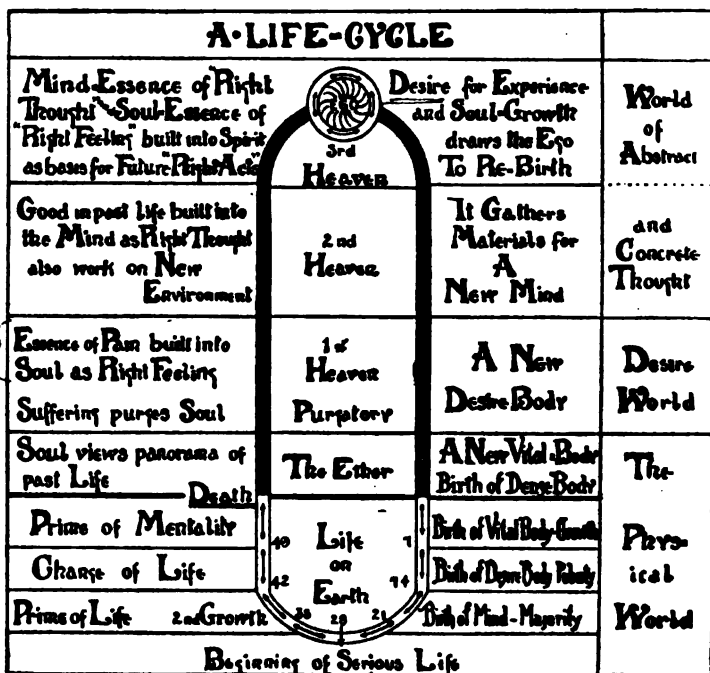 A·LIFE-CYCLE
Mind-Essence of "Right
Thought" and Soul-Essence of
"Right Feeling" built into Spirit
as bases for Future "Right Acts"
3rd
Heaven
Desire for Experience
and Soul-Growth
draws the Ego
To Re-Birth
World
of
Abstract
Good in past life built into
the Mind as Right Thought
also work on New
Environment
2nd
Heaven
It Gathers
Materials for
A
New Mind
and
Concrete
Thought
Essence of Pain built into
Soul as Right Feeling
Suffering purges Soul
1st
Heaven
Purgatory
A New
Desire Body
Desire
World
Soul views panorama of
past Life
Death
The Ether
A New Vital-Body
Birth of Dense Body
The
Physical
World
Prime of Mentality
49
Life
on
Earth
7
Birth of Vital Body-Growth
Change of Life
42
14
Birth of Desire Body Puberty
Prime of Life 2nd Growth
28
21
Birth of Mind-Majority
Beginning of Serious Life